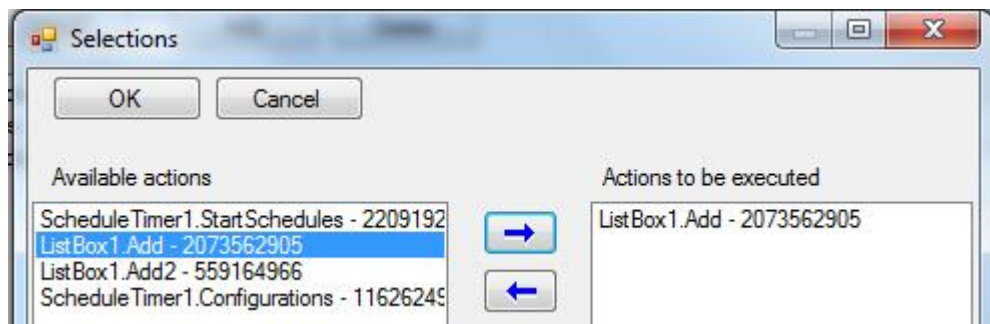 Selections
OK Cancel
Available actions
Actions to be executed
ScheduleTimer1.StartSchedules - 2209192
ListBox1.Add - 2073562905
ListBox1.Add2 - 559164966
ScheduleTimer1.Configurations - 11626249
ListBox1.Add - 2073562905